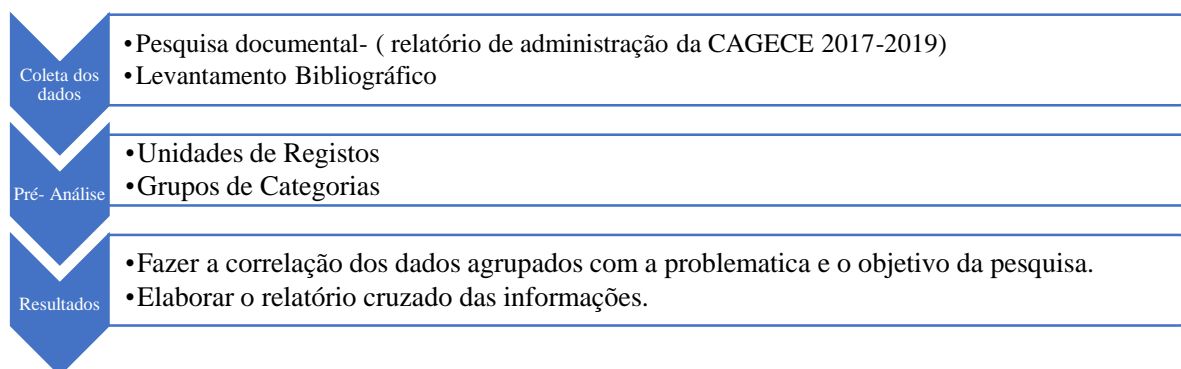 Coleta dos
dados
•Pesquisa documental- ( relatório de administração da CAGECE 2017-2019)
•Levantamento Bibliográfico
Pré- Análise
•Unidades de Registos
•Grupos de Categorias
Resultados
•Fazer a correlação dos dados agrupados com a problematica e o objetivo da pesquisa.
•Elaborar o relatório cruzado das informações.